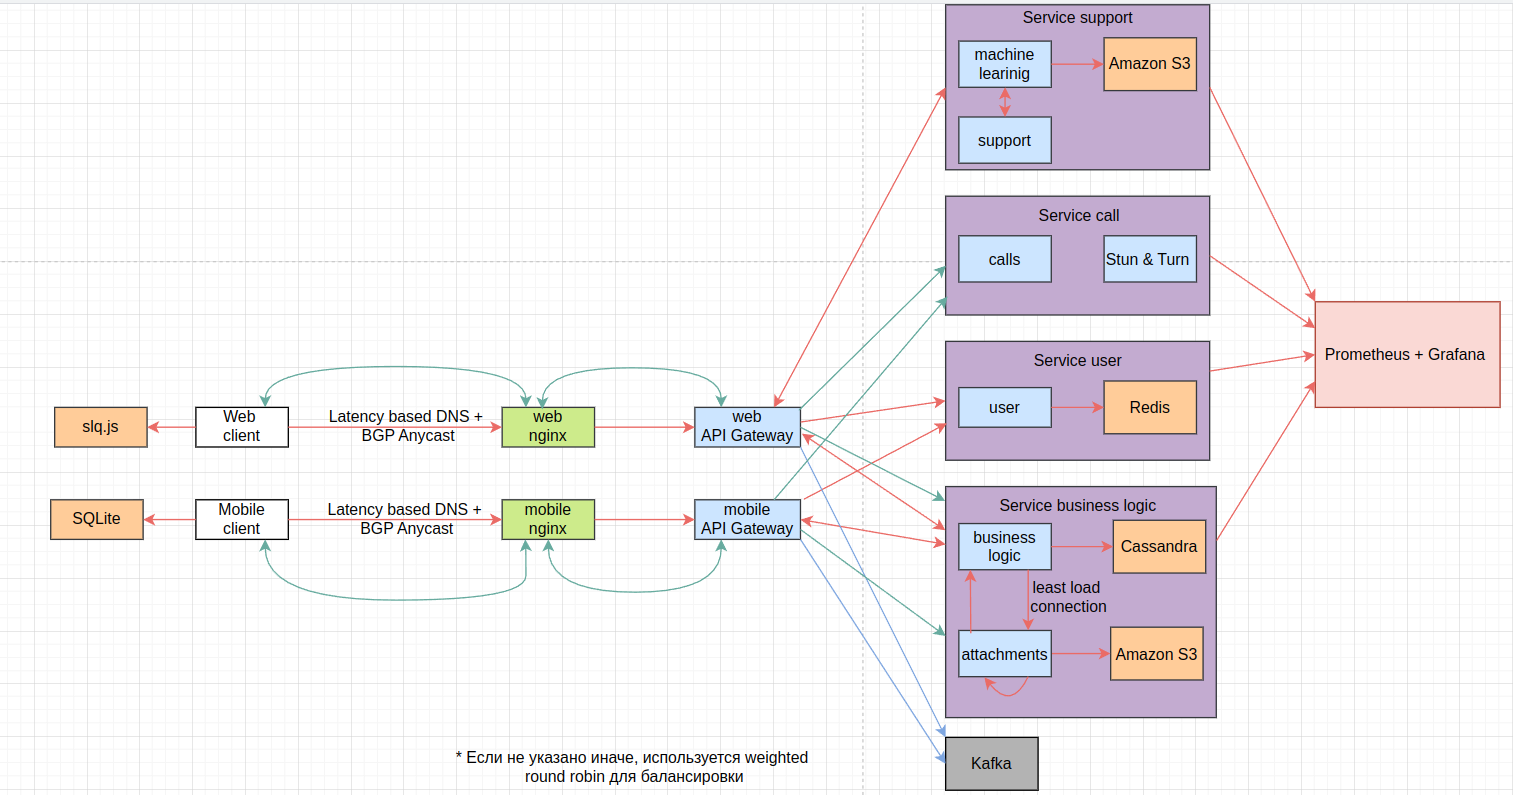 Service support
machine
learinig
Amazon S3
support
Service call
calls
Stun & Turn
Service user
user
Redis
Prometheus + Grafana
slq.js
Web
client
Latency based DNS +
BGP Anycast
web
nginx
web
API Gateway
SQLite
Mobile
client
Latency based DNS +
BGP Anycast
mobile
nginx
mobile
API Gateway
Service business logic
business
logic
Cassandra
least load
connection
attachments
Amazon S3
Kafka
* Если не указано иначе, используется weighted
round robin для балансировки